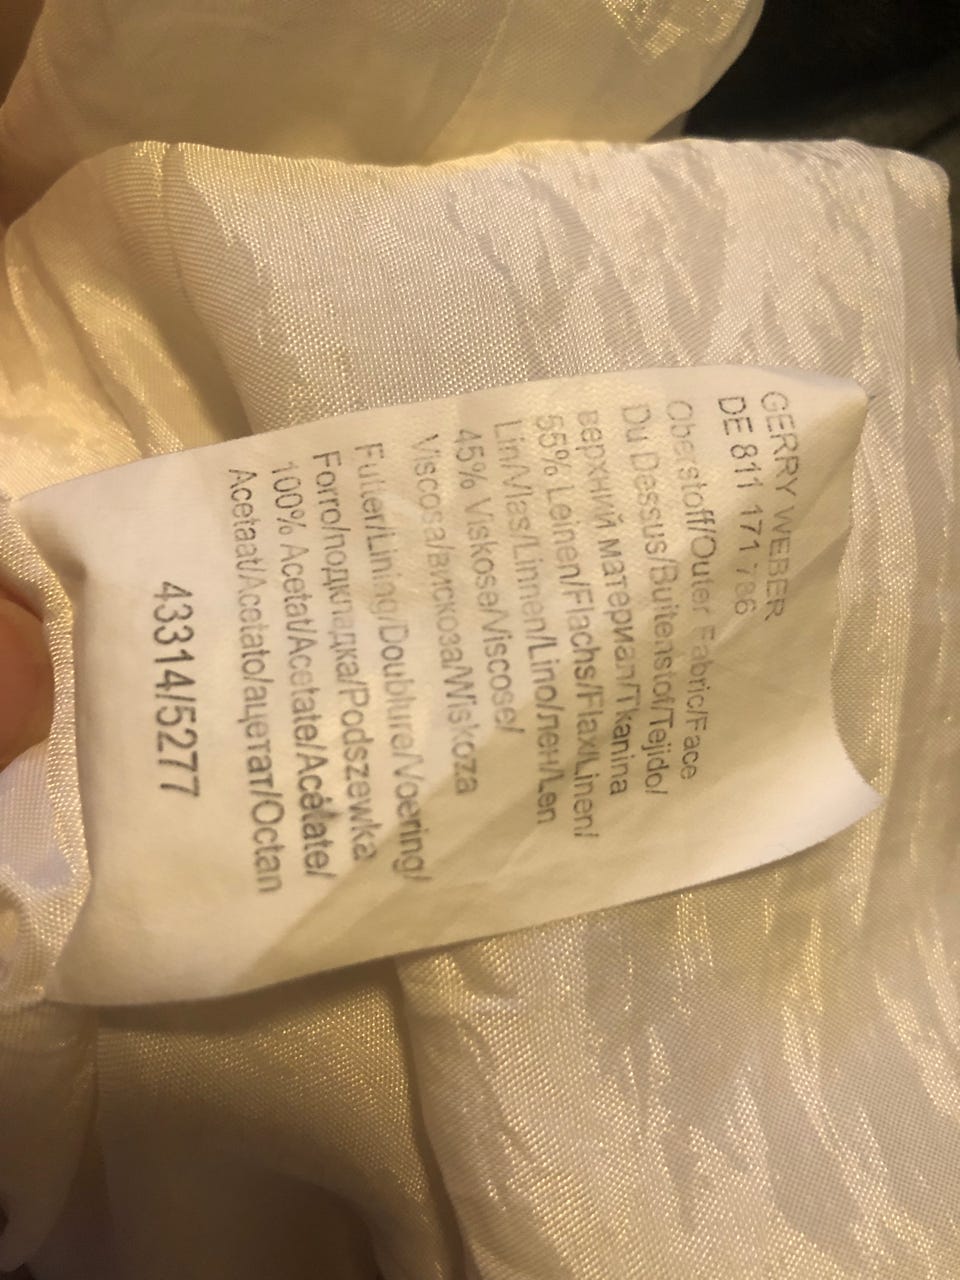 GERRY WEBER
DE 811 171 786
Oberstoff/Outer Fabric/Face
Du Dessus/Buitenstof/Tejido/
верхний материал/Tkanina
55% Leinen/Flachs/Flax/Linen/
Lin/Vlas/Linnen/Lino/лен/Len
45% Viskose/Viscose/
Viscosa/вискоза/Wiskoza
Futter/Lining/Doublure/Voering/
Forro/подкладка/Podszewka
100% Acetat/Acetate/Acétate/
Acetaat/Acetato/ацетат/Octan
43314/5277